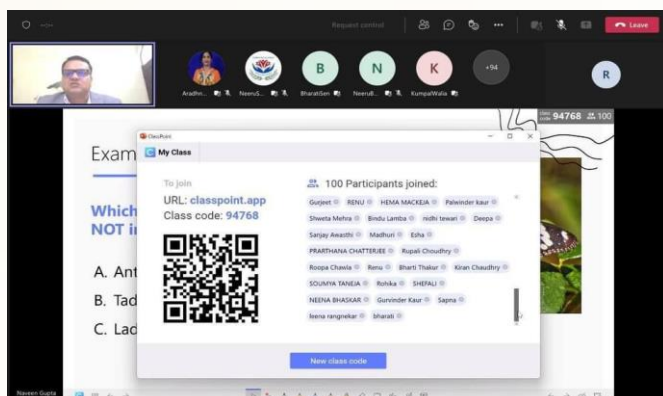 Request control
Leave
Aradhn...
NeeruS...
BharatiSen
NeeruB...
KumpalWalia
B
N
K
+94
R
class code 94768 100
ClassPoint
My Class
Exam
Which
NOT i
A. Ant
B. Tad
C. Lad
To join
URL: classpoint.app
Class code: 94768
100 Participants joined:
Gurjeet RENU HEMA MACKEJA Palwinder kaur
Shweta Mehra Bindu Lamba nidhi tewari Deepa
Sanjay Awasthi Madhuri Esha
PRARTHANA CHATTERJEE Rupali Choudhry
Roopa Chawla Renu Bharti Thakur Kiran Chaudhry
SOUMYA TANEJA Rohika SHEFALI
NEENA BHASKAR Gurvinder Kaur Sapna
leena rangnekar bharati
New class code
Naveen Gupta